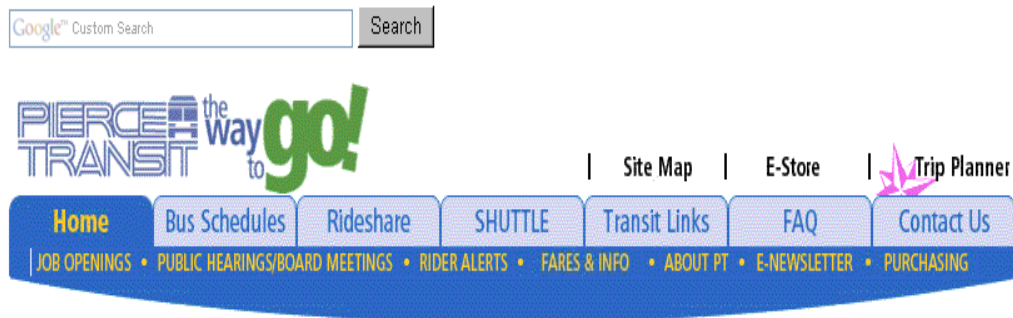 Google™ Custom Search Search
PIERCE TRANSIT the way to go!
| Site Map | E-Store | Trip Planner
Home Bus Schedules Rideshare SHUTTLE Transit Links FAQ Contact Us
JOB OPENINGS • PUBLIC HEARINGS/BOARD MEETINGS • RIDER ALERTS • FARES & INFO • ABOUT PT • E-NEWSLETTER • PURCHASING